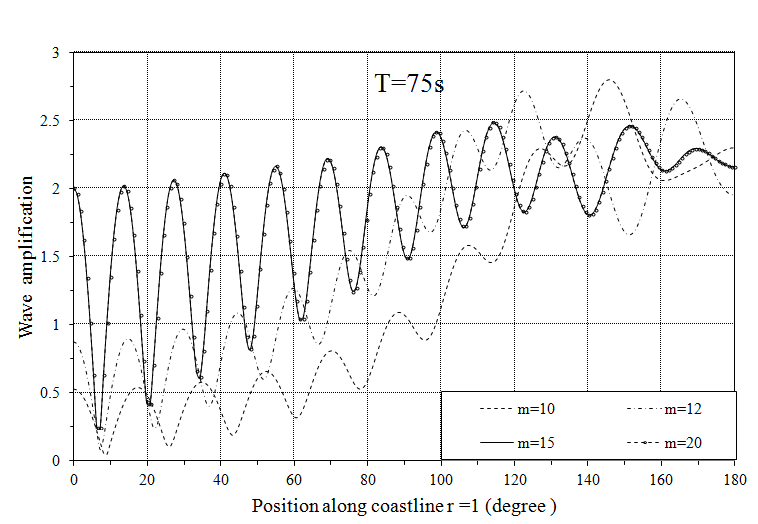 3
T=75s
2.5
2
1.5
1
0.5
0
Wave amplification
m=10
m=12
m=15
m=20
0 20 40 60 80 100 120 140 160 180
Position along coastline r =1 (degree )